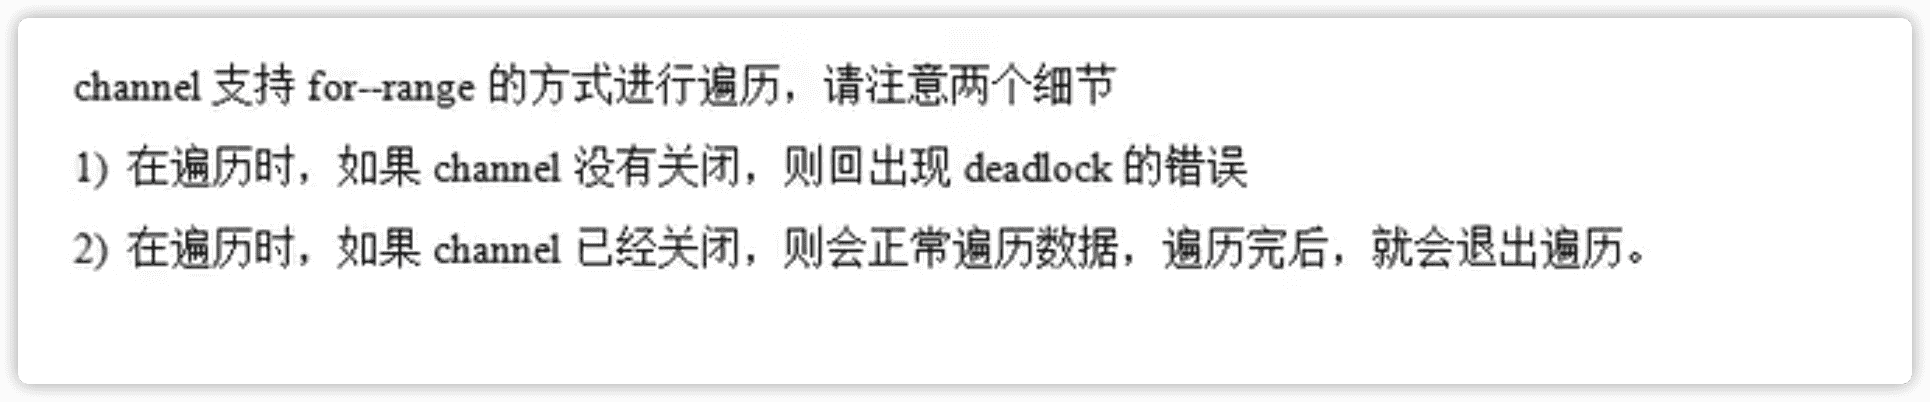 channel 支持 for--range 的方式进行遍历，请注意两个细节
1) 在遍历时，如果 channel 没有关闭，则回出现 deadlock 的错误
2) 在遍历时，如果 channel 已经关闭，则会正常遍历数据，遍历完后，就会退出遍历。